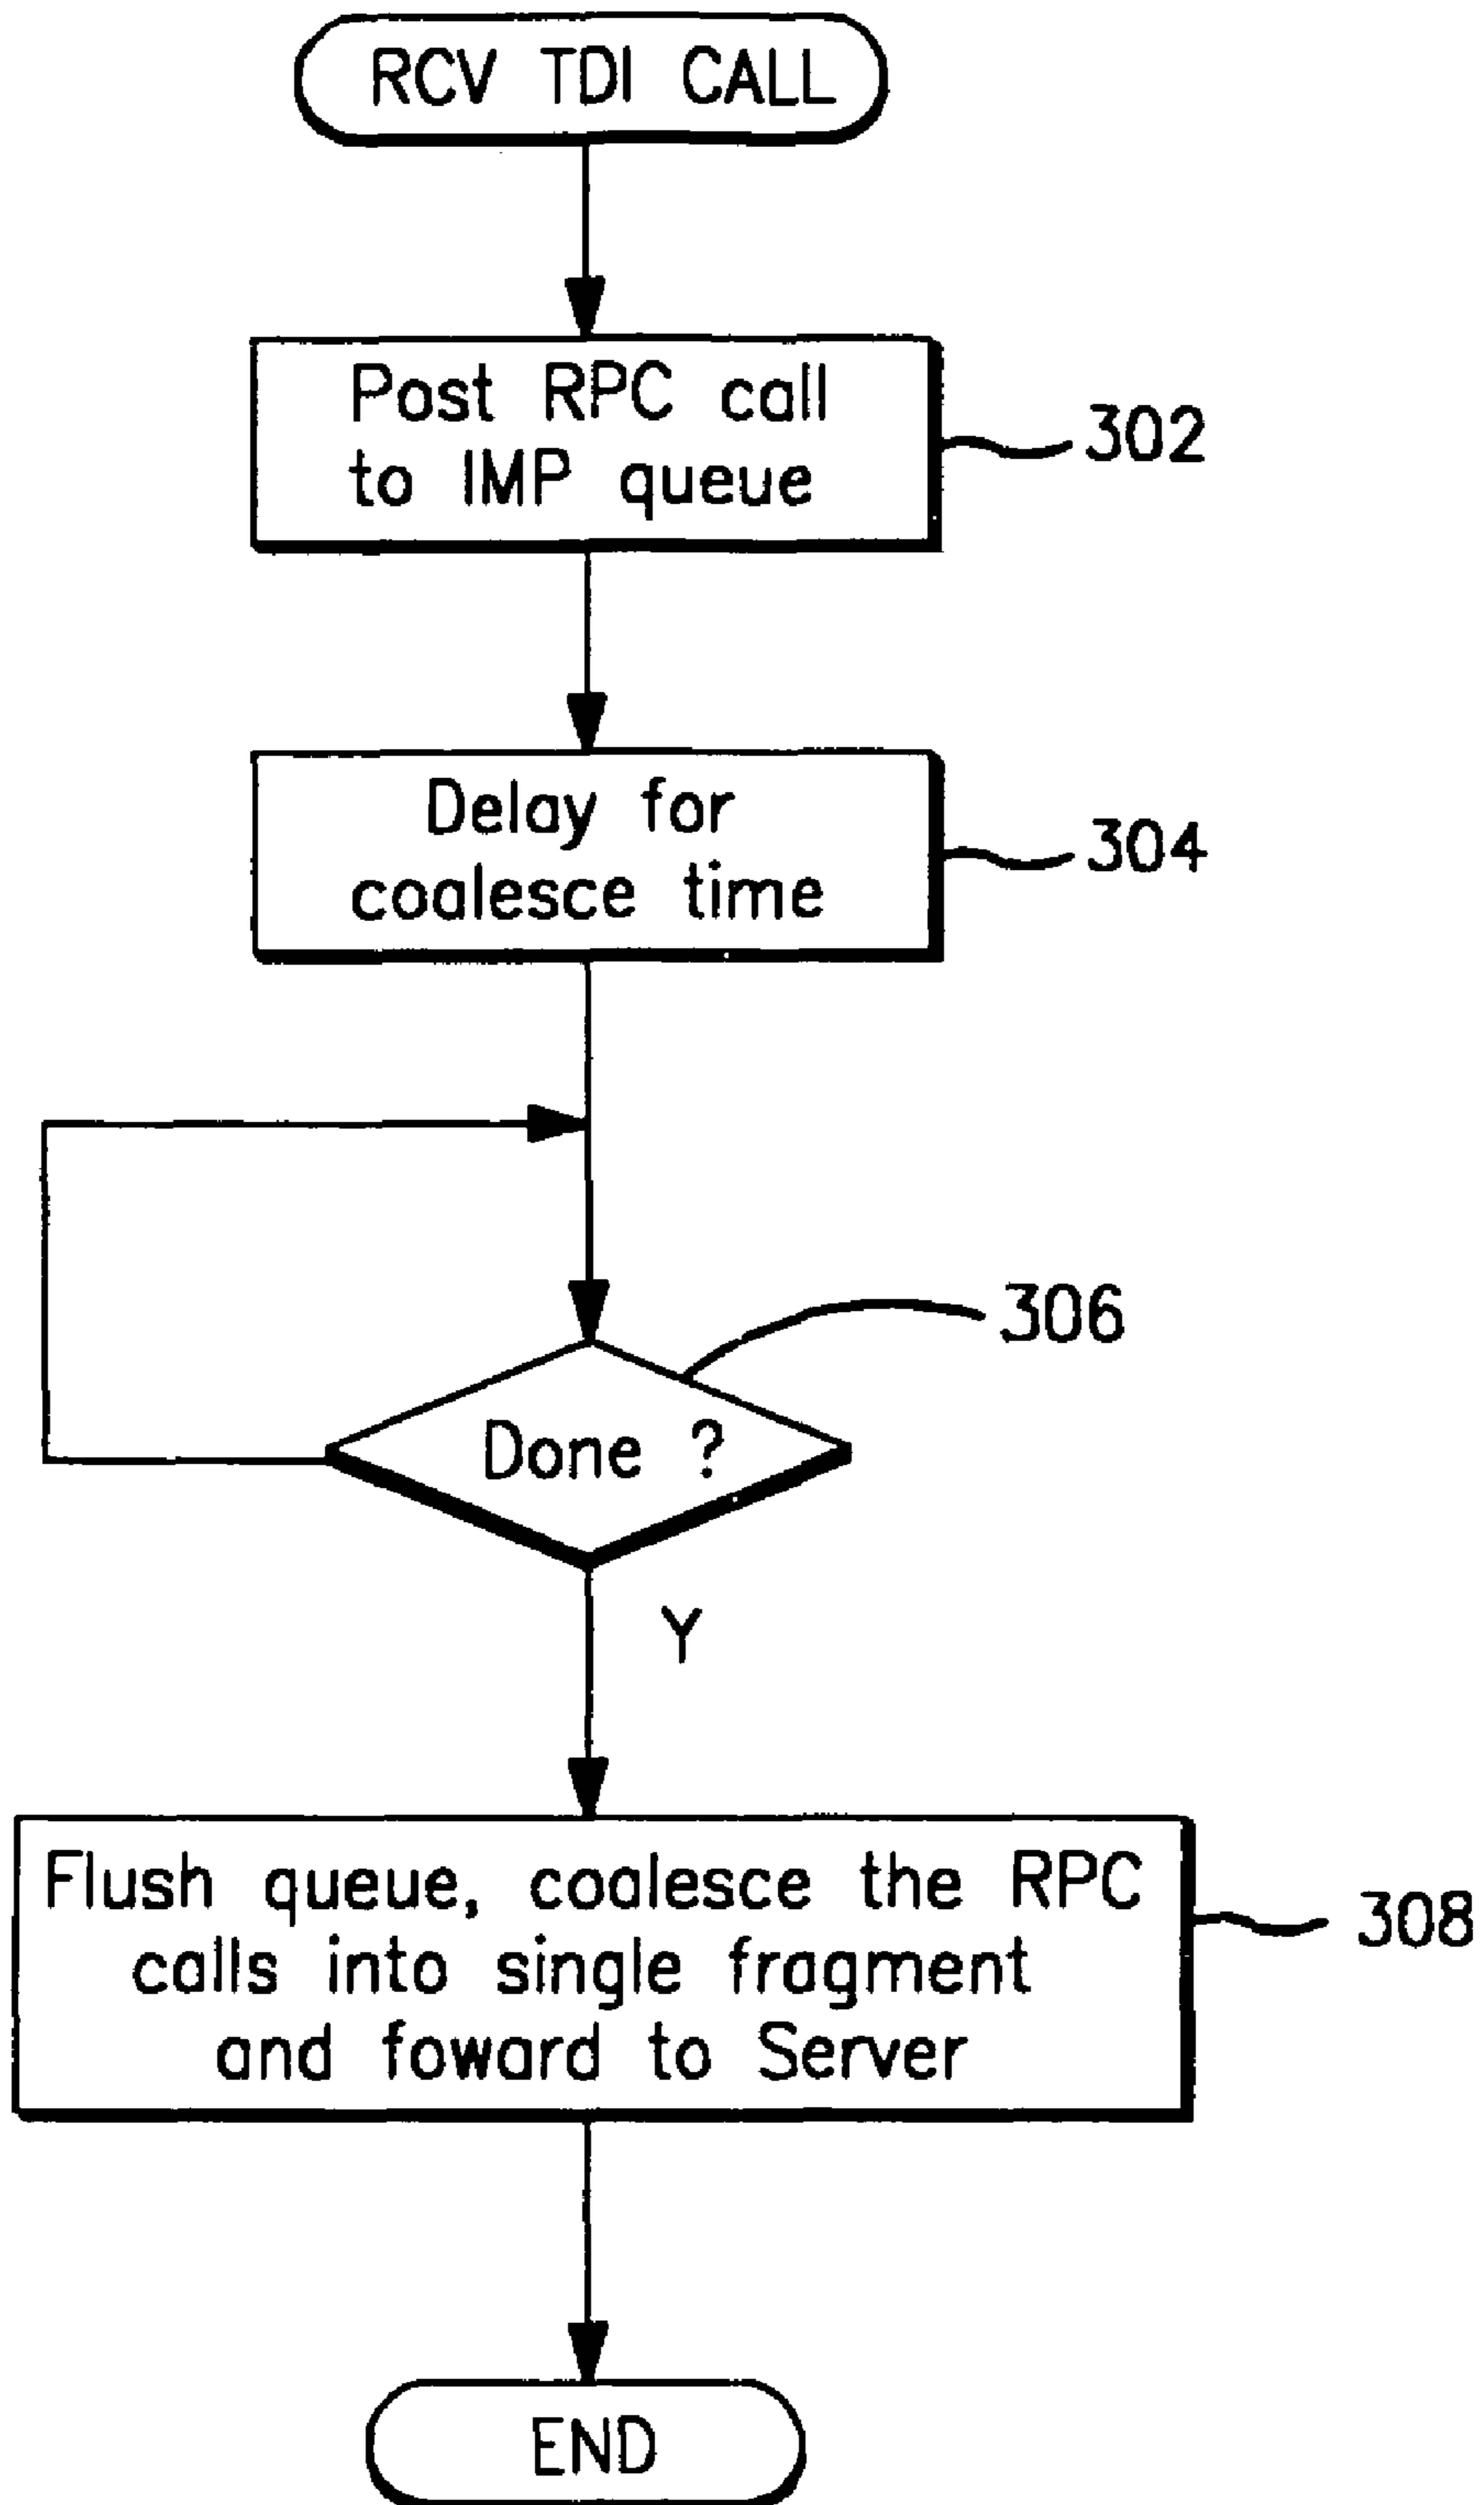 RCV TDI CALL
Post RPC call
to IMP queue
302
Delay for
coalesce time
304
306
Done ?
Y
Flush queue, coalesce the RPC
calls into single fragment
and foward to Server
308
END